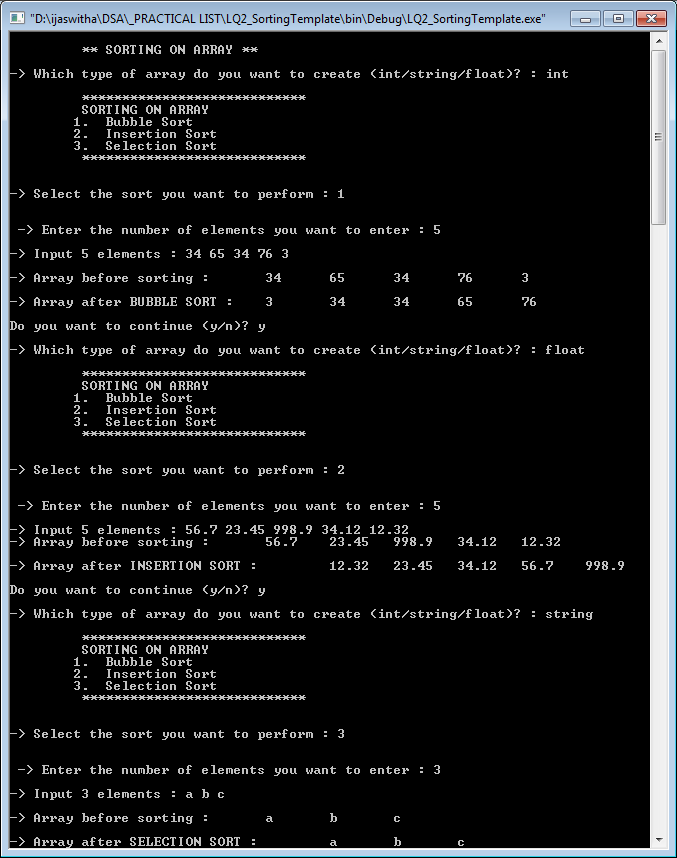 "D:\ijaswitha\DSA\_PRACTICAL LIST\LQ2_SortingTemplate\bin\Debug\LQ2_SortingTemplate.exe"
** SORTING ON ARRAY **
-> Which type of array do you want to create (int/string/float)? : int
****************************
SORTING ON ARRAY
1.  Bubble Sort
2.  Insertion Sort
3.  Selection Sort
****************************
-> Select the sort you want to perform : 1
-> Enter the number of elements you want to enter : 5
-> Input 5 elements : 34 65 34 76 3
-> Array before sorting :       34      65      34      76      3
-> Array after BUBBLE SORT :    3       34      34      65      76
Do you want to continue (y/n)? y
-> Which type of array do you want to create (int/string/float)? : float
****************************
SORTING ON ARRAY
1.  Bubble Sort
2.  Insertion Sort
3.  Selection Sort
****************************
-> Select the sort you want to perform : 2
-> Enter the number of elements you want to enter : 5
-> Input 5 elements : 56.7 23.45 998.9 34.12 12.32
-> Array before sorting :       56.7    23.45   998.9   34.12   12.32
-> Array after INSERTION SORT :         12.32   23.45   34.12   56.7    998.9
Do you want to continue (y/n)? y
-> Which type of array do you want to create (int/string/float)? : string
****************************
SORTING ON ARRAY
1.  Bubble Sort
2.  Insertion Sort
3.  Selection Sort
****************************
-> Select the sort you want to perform : 3
-> Enter the number of elements you want to enter : 3
-> Input 3 elements : a b c
-> Array before sorting :       a       b       c
-> Array after SELECTION SORT :         a       b       c